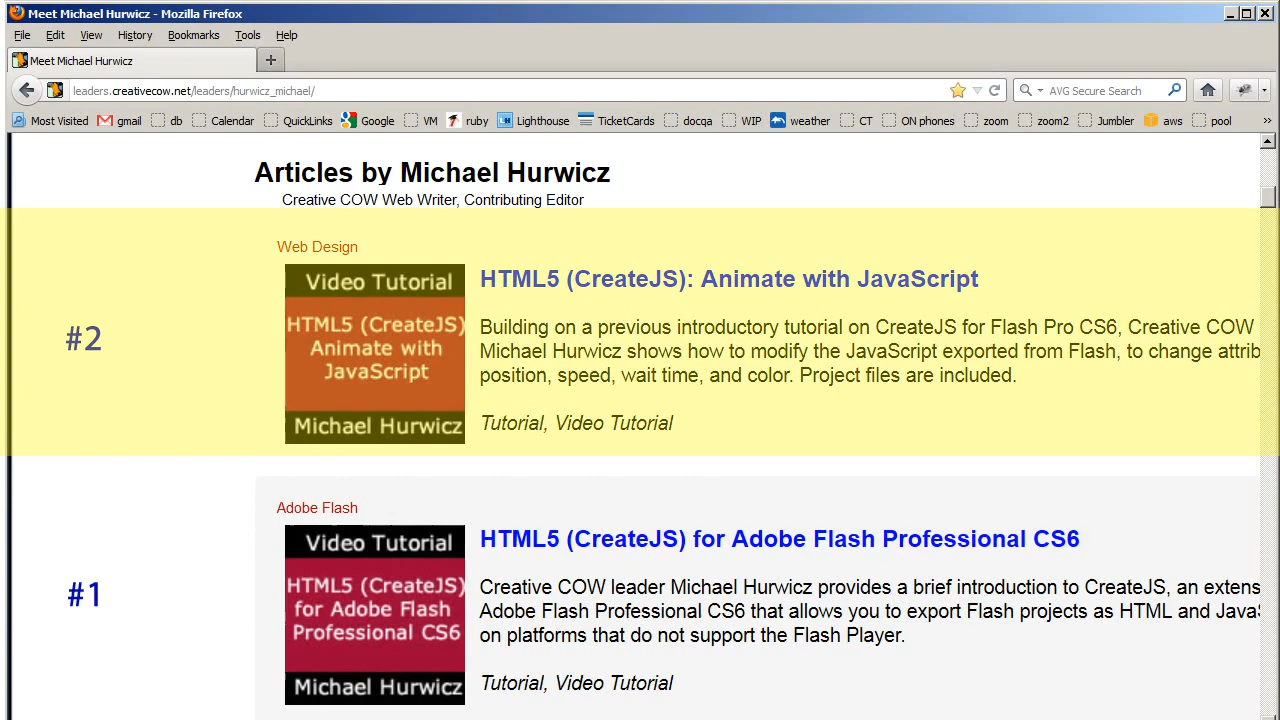 Meet Michael Hurwicz - Mozilla Firefox
File Edit View History Bookmarks Tools Help
Meet Michael Hurwicz
leaders.creativecow.net/leaders/hurwicz_michael/ AVG Secure Search
Most Visited gmail db Calendar QuickLinks Google VM ruby LH Lighthouse TicketCards docqa WIP weather CT ON phones zoom zoom2 Jumbler aws pool »
Articles by Michael Hurwicz
Creative COW Web Writer, Contributing Editor
Web Design
#2
Video Tutorial
HTML5 (CreateJS)
Animate with
JavaScript
Michael Hurwicz
HTML5 (CreateJS): Animate with JavaScript
Building on a previous introductory tutorial on CreateJS for Flash Pro CS6, Creative COW
Michael Hurwicz shows how to modify the JavaScript exported from Flash, to change attrib
position, speed, wait time, and color. Project files are included.
Tutorial, Video Tutorial
Adobe Flash
#1
Video Tutorial
HTML5 (CreateJS)
for Adobe Flash
Professional CS6
Michael Hurwicz
HTML5 (CreateJS) for Adobe Flash Professional CS6
Creative COW leader Michael Hurwicz provides a brief introduction to CreateJS, an extens
Adobe Flash Professional CS6 that allows you to export Flash projects as HTML and Javas
on platforms that do not support the Flash Player.
Tutorial, Video Tutorial